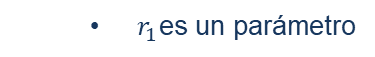 • r₁ es un parámetro